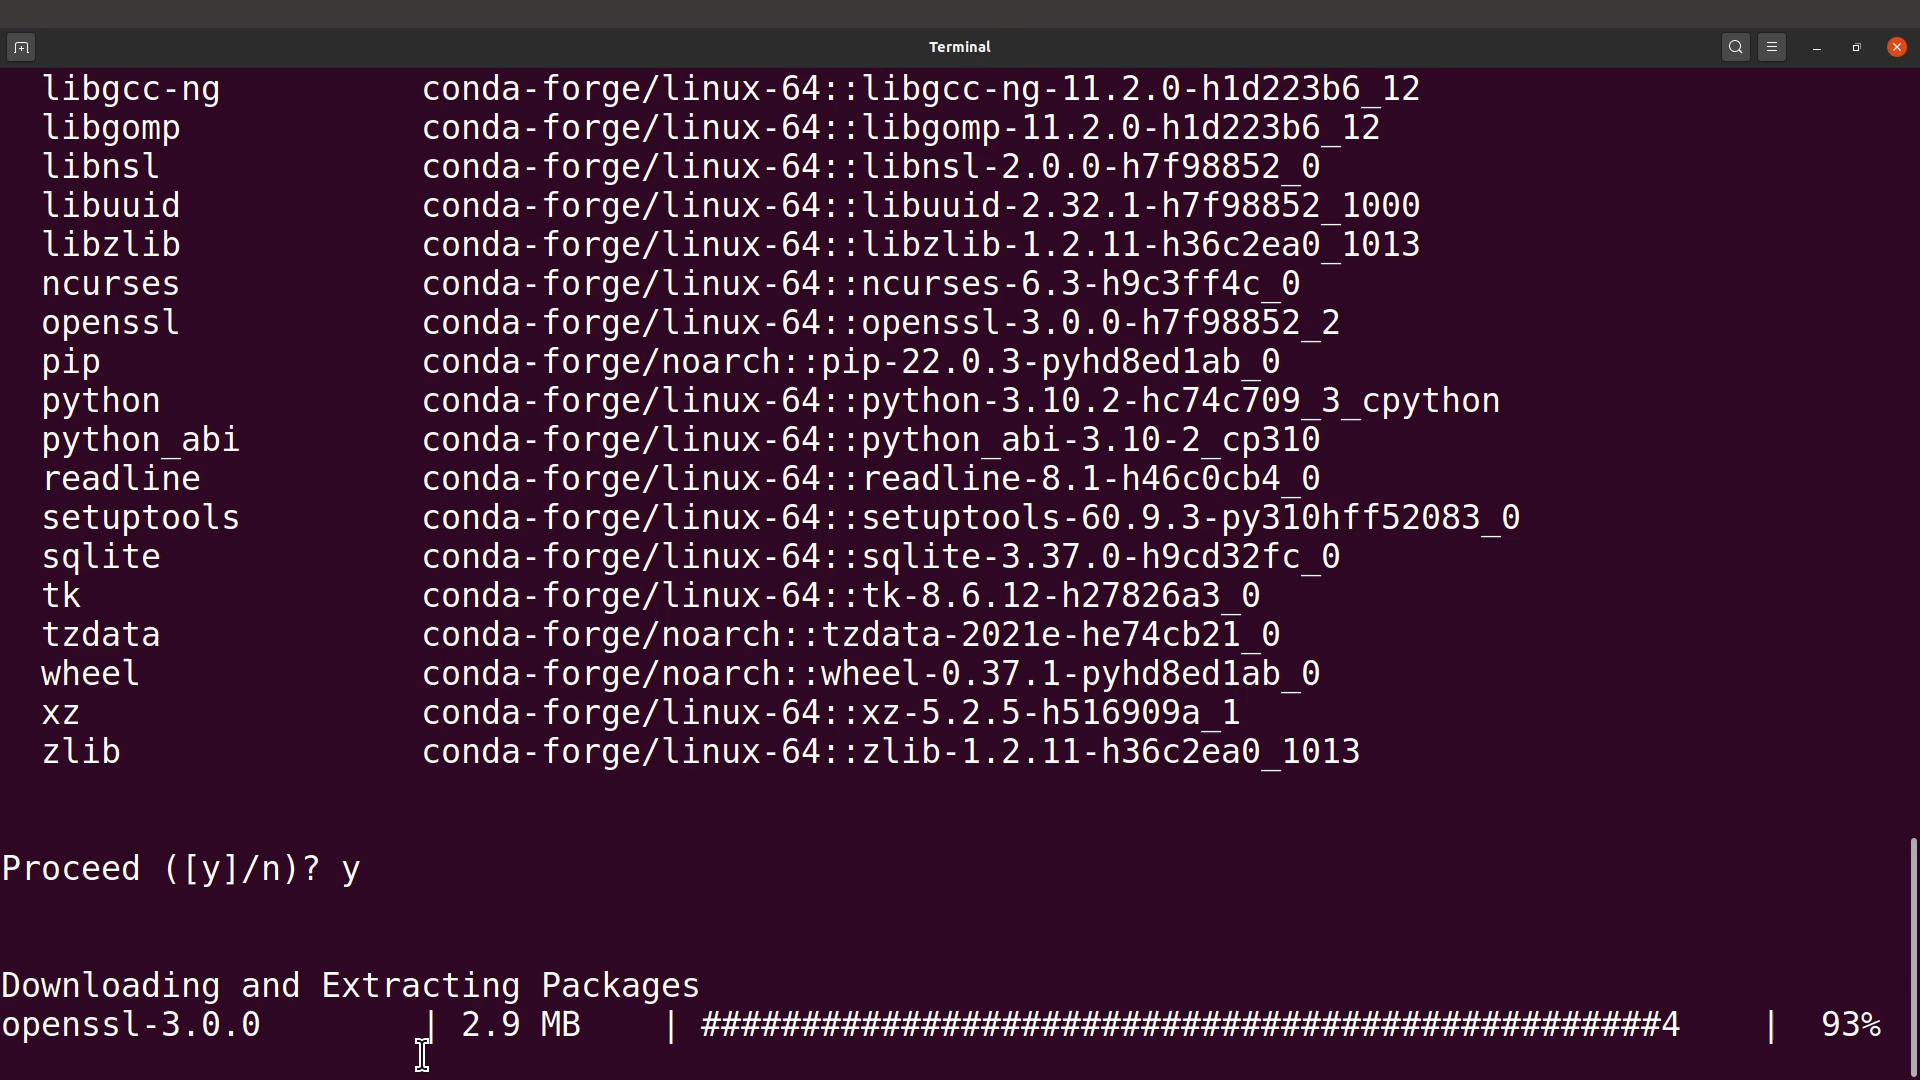 Terminal
libgcc-ng          conda-forge/linux-64::libgcc-ng-11.2.0-h1d223b6_12
libgomp            conda-forge/linux-64::libgomp-11.2.0-h1d223b6_12
libnsl             conda-forge/linux-64::libnsl-2.0.0-h7f98852_0
libuuid            conda-forge/linux-64::libuuid-2.32.1-h7f98852_1000
libzlib            conda-forge/linux-64::libzlib-1.2.11-h36c2ea0_1013
ncurses            conda-forge/linux-64::ncurses-6.3-h9c3ff4c_0
openssl            conda-forge/linux-64::openssl-3.0.0-h7f98852_2
pip                conda-forge/noarch::pip-22.0.3-pyhd8ed1ab_0
python             conda-forge/linux-64::python-3.10.2-hc74c709_3_cpython
python_abi         conda-forge/linux-64::python_abi-3.10-2_cp310
readline           conda-forge/linux-64::readline-8.1-h46c0cb4_0
setuptools         conda-forge/linux-64::setuptools-60.9.3-py310hff52083_0
sqlite             conda-forge/linux-64::sqlite-3.37.0-h9cd32fc_0
tk                 conda-forge/linux-64::tk-8.6.12-h27826a3_0
tzdata             conda-forge/noarch::tzdata-2021e-he74cb21_0
wheel              conda-forge/noarch::wheel-0.37.1-pyhd8ed1ab_0
xz                 conda-forge/linux-64::xz-5.2.5-h516909a_1
zlib               conda-forge/linux-64::zlib-1.2.11-h36c2ea0_1013
Proceed ([y]/n)? y
Downloading and Extracting Packages
openssl-3.0.0        | 2.9 MB    | ################################################4    |  93%